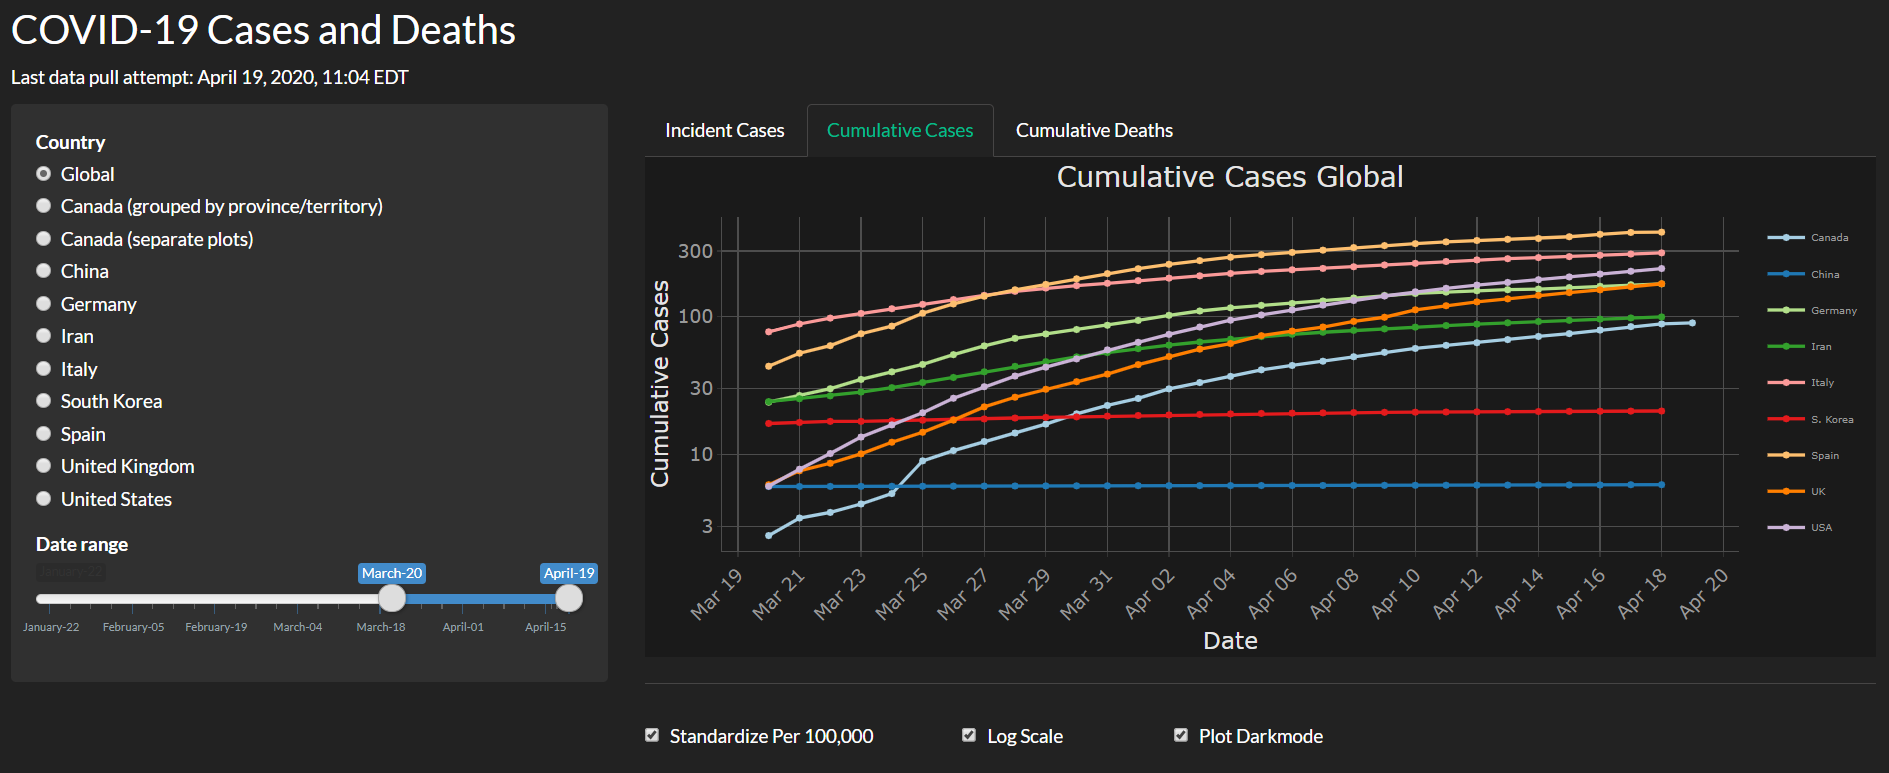 COVID-19 Cases and Deaths
Last data pull attempt: April 19, 2020, 11:04 EDT
Country
Global
Canada (grouped by province/territory)
Canada (separate plots)
China
Germany
Iran
Italy
South Korea
Spain
United Kingdom
United States
Date range
January-22
March-20
April-19
January-22 February-05 February-19 March-04 March-18 April-01 April-15
Incident Cases Cumulative Cases Cumulative Deaths
Cumulative Cases Global
Cumulative Cases
300
100
30
10
3
Mar 19 Mar 21 Mar 23 Mar 25 Mar 27 Mar 29 Mar 31 Apr 02 Apr 04 Apr 06 Apr 08 Apr 10 Apr 12 Apr 14 Apr 16 Apr 18 Apr 20
Date
Canada
China
Germany
Iran
Italy
S. Korea
Spain
UK
USA
Standardize Per 100,000 Log Scale Plot Darkmode